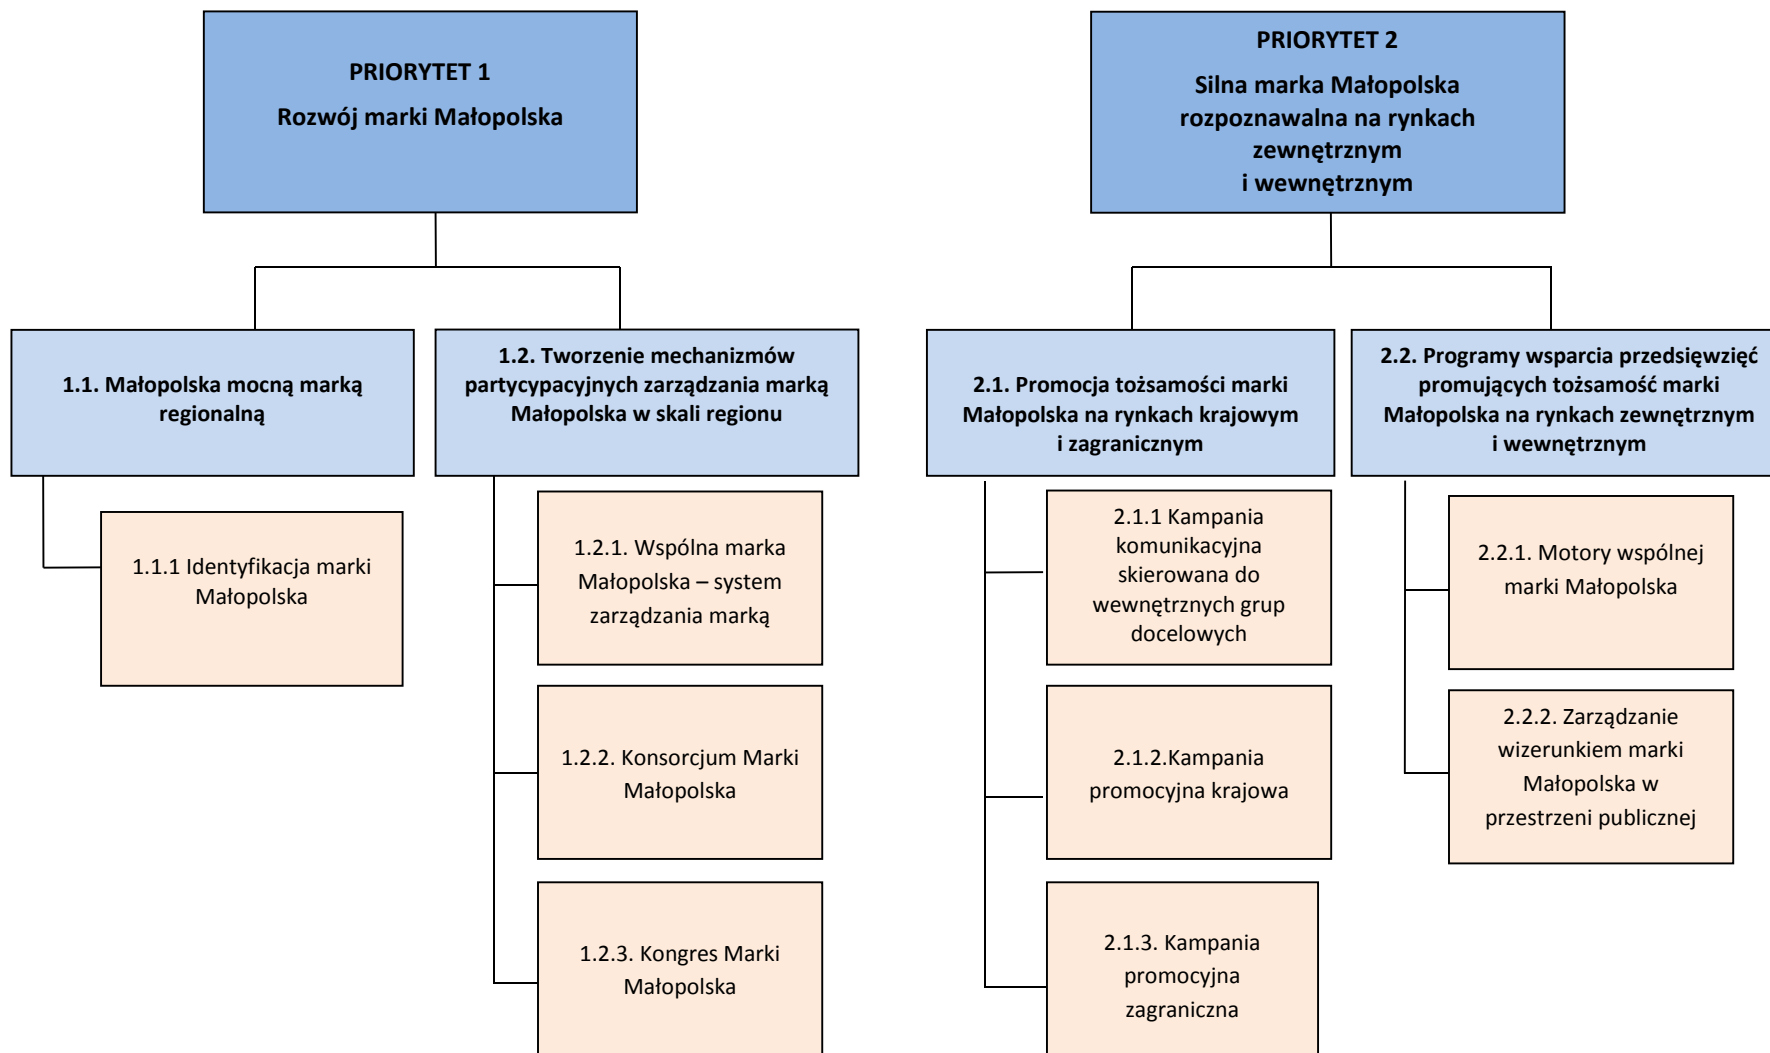 PRIORYTET 1
Rozwój marki Małopolska
PRIORYTET 2
Silna marka Małopolska
rozpoznawalna na rynkach
zewnętrznym
i wewnętrznym
1.1. Małopolska mocną marką
regionalną
1.2. Tworzenie mechanizmów
partycypacyjnych zarządzania marką
Małopolska w skali regionu
2.1. Promocja tożsamości marki
Małopolska na rynkach krajowym
i zagranicznym
2.2. Programy wsparcia przedsięwzięć
promujących tożsamość marki
Małopolska na rynkach zewnętrznym
i wewnętrznym
1.1.1 Identyfikacja marki
Małopolska
1.2.1. Wspólna marka
Małopolska – system
zarządzania marką
1.2.2. Konsorcjum Marki
Małopolska
1.2.3. Kongres Marki
Małopolska
2.1.1 Kampania
komunikacyjna
skierowana do
wewnętrznych grup
docelowych
2.1.2.Kampania
promocyjna krajowa
2.1.3. Kampania
promocyjna
zagraniczna
2.2.1. Motory wspólnej
marki Małopolska
2.2.2. Zarządzanie
wizerunkiem marki
Małopolska w
przestrzeni publicznej